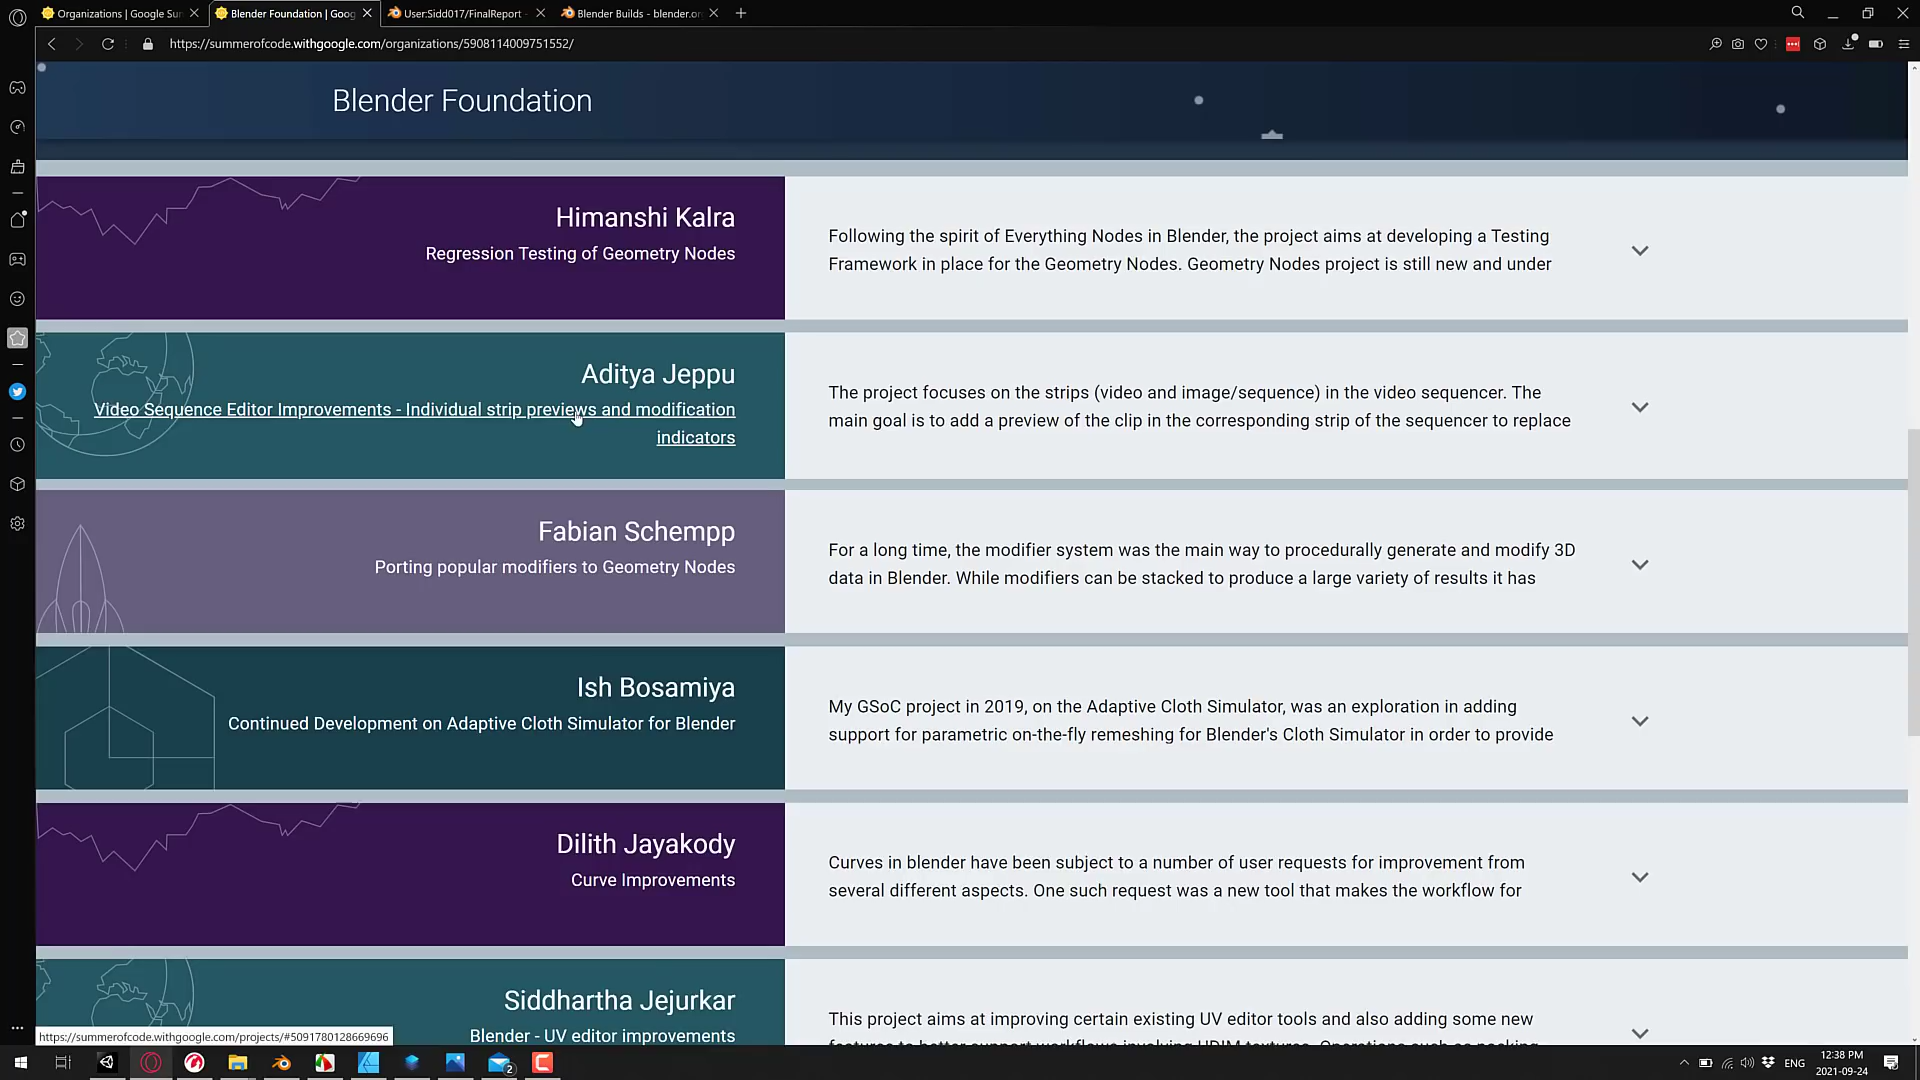 Organizations | Google Sum
Blender Foundation | Goog
User:Sidd017/FinalReport -
Blender Builds - blender.or
https://summerofcode.withgoogle.com/organizations/5908114009751552/
Blender Foundation
Himanshi Kalra
Regression Testing of Geometry Nodes
Following the spirit of Everything Nodes in Blender, the project aims at developing a Testing
Framework in place for the Geometry Nodes. Geometry Nodes project is still new and under
Aditya Jeppu
Video Sequence Editor Improvements - Individual strip previews and modification
indicators
The project focuses on the strips (video and image/sequence) in the video sequencer. The
main goal is to add a preview of the clip in the corresponding strip of the sequencer to replace
Fabian Schempp
Porting popular modifiers to Geometry Nodes
For a long time, the modifier system was the main way to procedurally generate and modify 3D
data in Blender. While modifiers can be stacked to produce a large variety of results it has
Ish Bosamiya
Continued Development on Adaptive Cloth Simulator for Blender
My GSoC project in 2019, on the Adaptive Cloth Simulator, was an exploration in adding
support for parametric on-the-fly remeshing for Blender's Cloth Simulator in order to provide
Dilith Jayakody
Curve Improvements
Curves in blender have been subject to a number of user requests for improvement from
several different aspects. One such request was a new tool that makes the workflow for
Siddhartha Jejurkar
Blender - UV editor improvements
This project aims at improving certain existing UV editor tools and also adding some new
https://summerofcode.withgoogle.com/projects/#5091780128669696
2
ENG
12:38 PM
2021-09-24